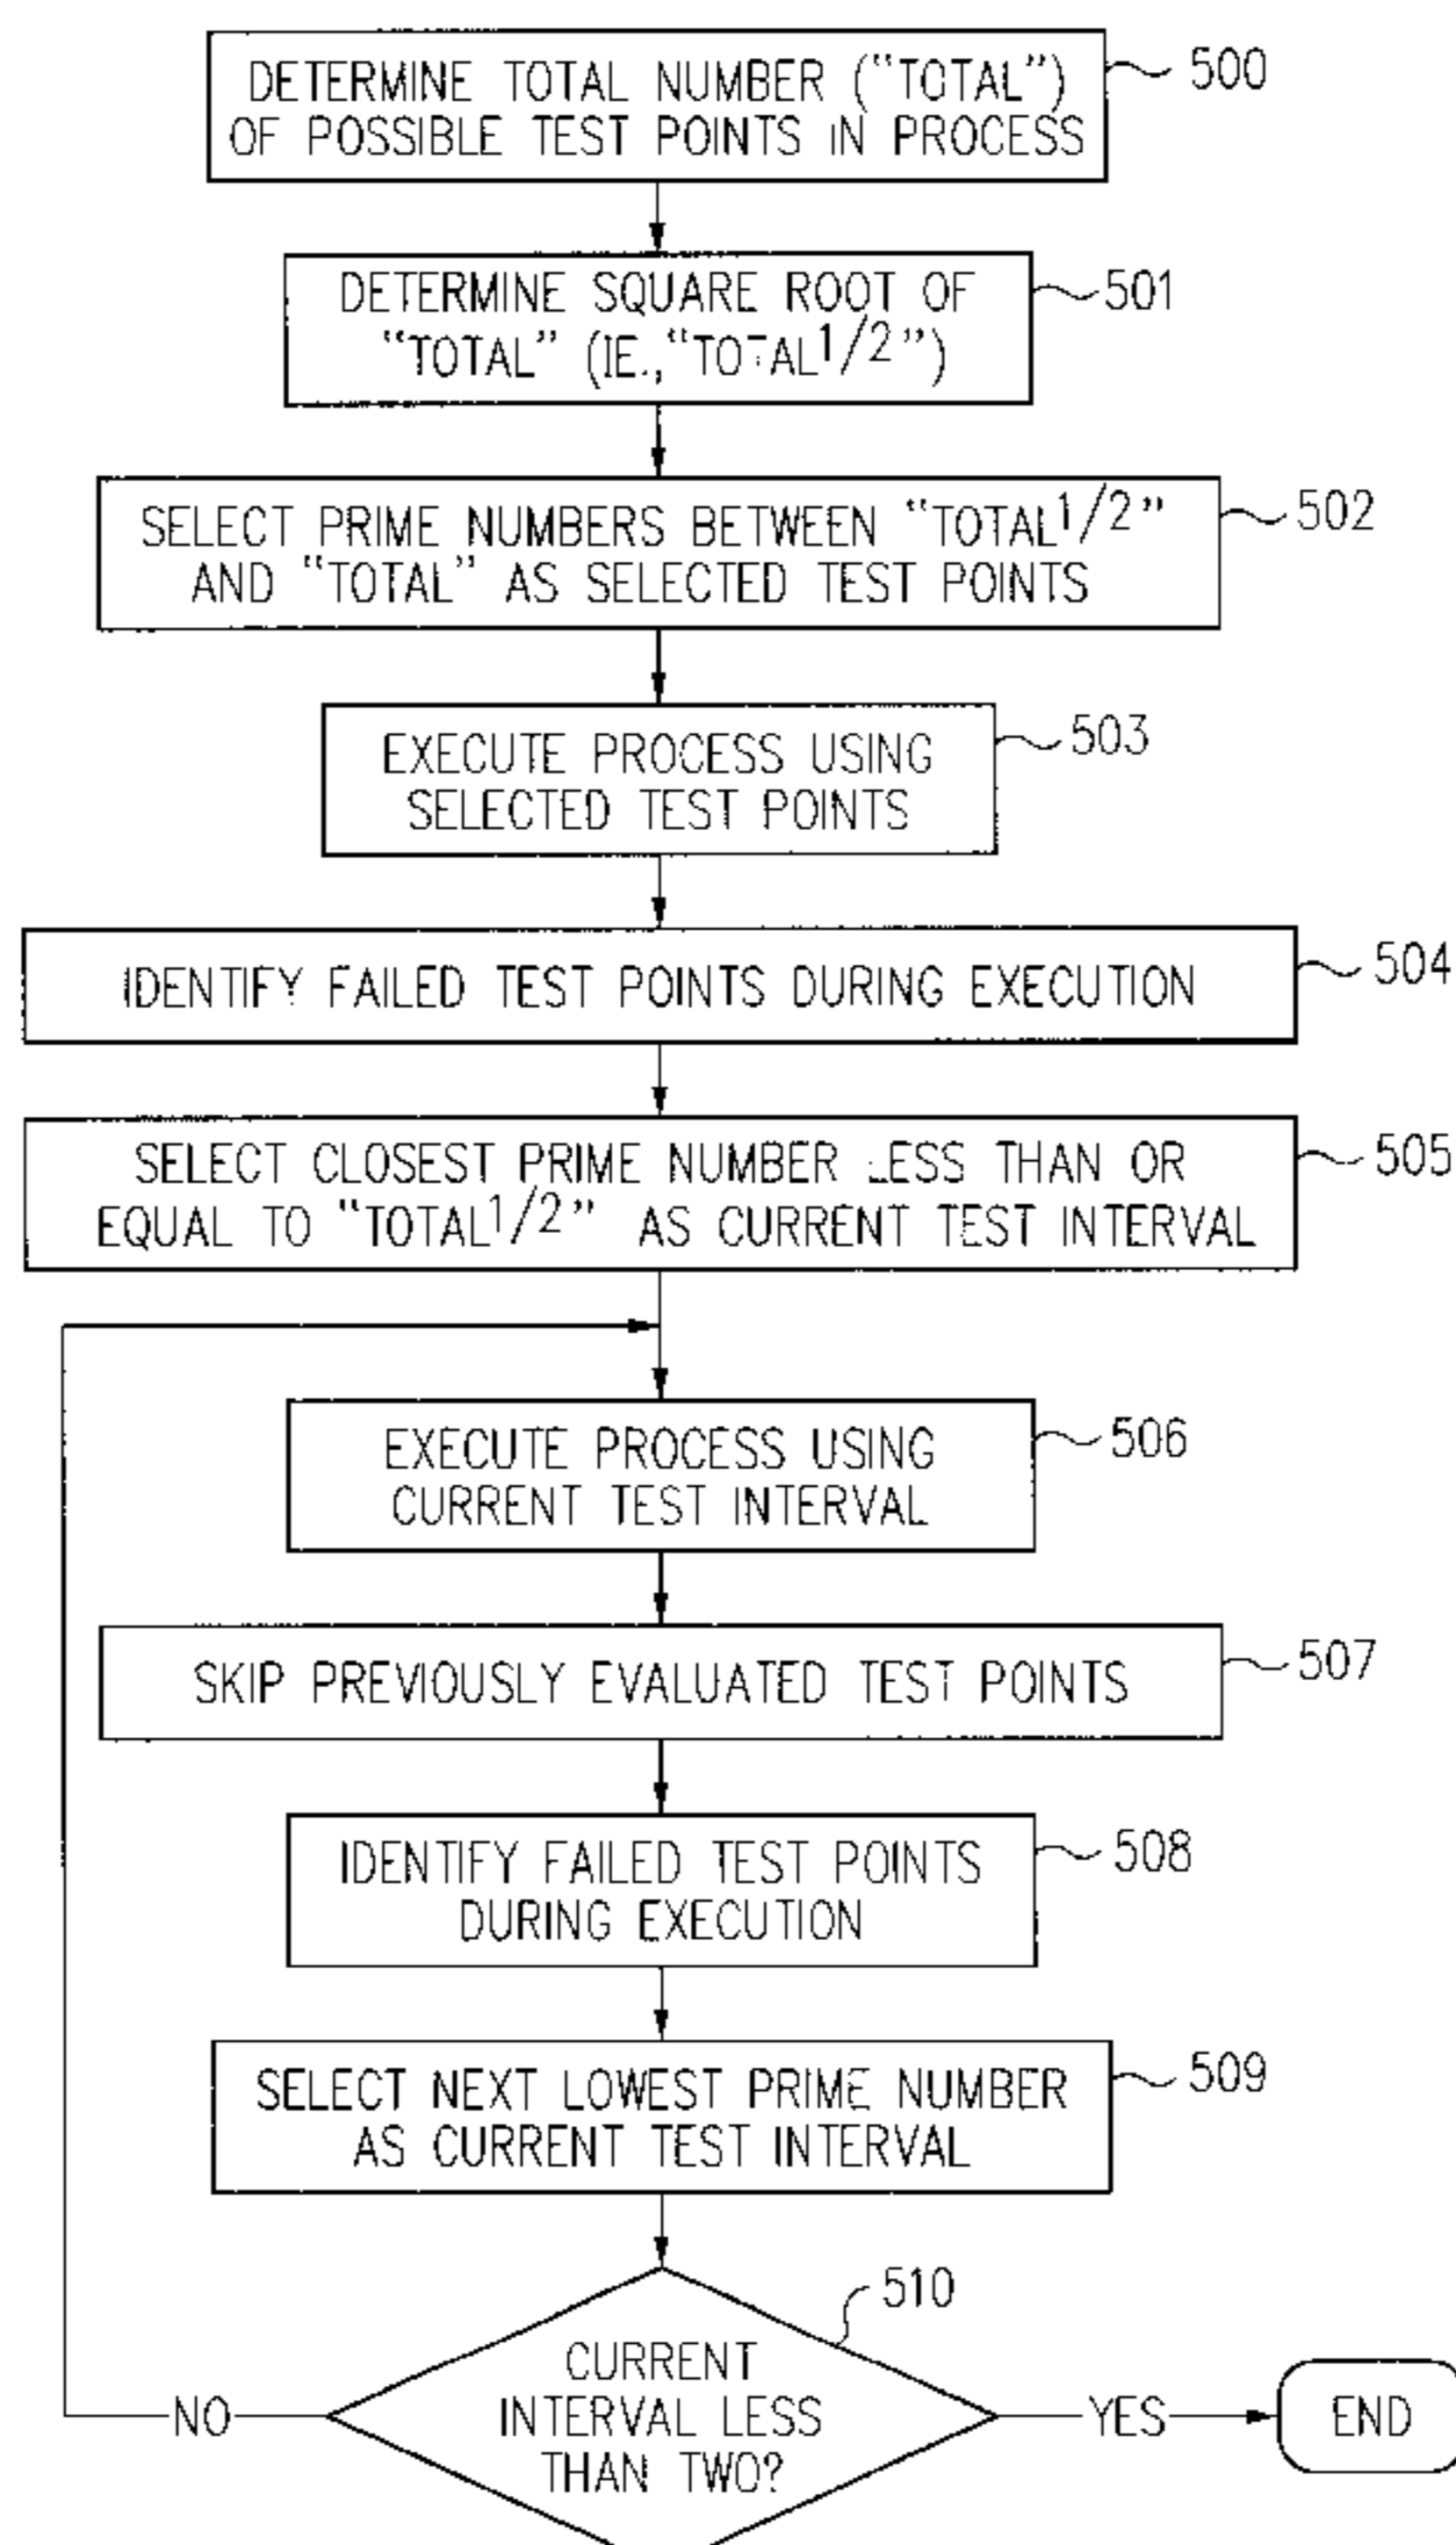 DETERMINE TOTAL NUMBER ("TOTAL")
OF POSSIBLE TEST POINTS IN PROCESS
500
DETERMINE SQUARE ROOT OF
"TOTAL" (IE., "TOTAL1/2")
501
SELECT PRIME NUMBERS BETWEEN "TOTAL1/2"
AND "TOTAL" AS SELECTED TEST POINTS
502
EXECUTE PROCESS USING
SELECTED TEST POINTS
503
IDENTIFY FAILED TEST POINTS DURING EXECUTION
504
SELECT CLOSEST PRIME NUMBER LESS THAN OR
EQUAL TO "TOTAL1/2" AS CURRENT TEST INTERVAL
505
EXECUTE PROCESS USING
CURRENT TEST INTERVAL
506
SKIP PREVIOUSLY EVALUATED TEST POINTS
507
IDENTIFY FAILED TEST POINTS
DURING EXECUTION
508
SELECT NEXT LOWEST PRIME NUMBER
AS CURRENT TEST INTERVAL
509
510
CURRENT
INTERVAL LESS
THAN TWO?
NO
YES
END